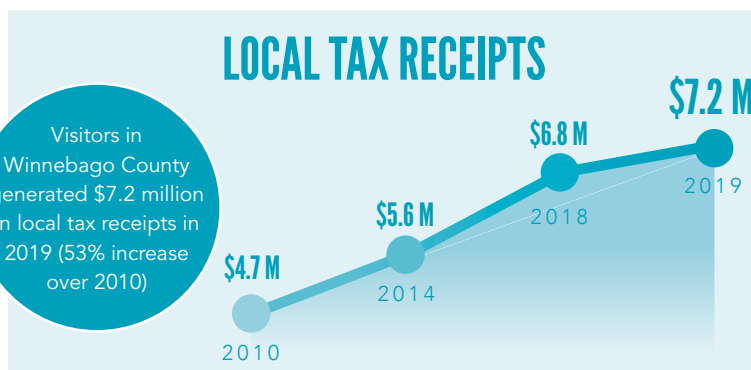 LOCAL TAX RECEIPTS
Visitors in
Winnebago County
generated $7.2 million
in local tax receipts in
2019 (53% increase
over 2010)
$4.7 M
2010
$5.6 M
2014
$6.8 M
2018
$7.2 M
2019